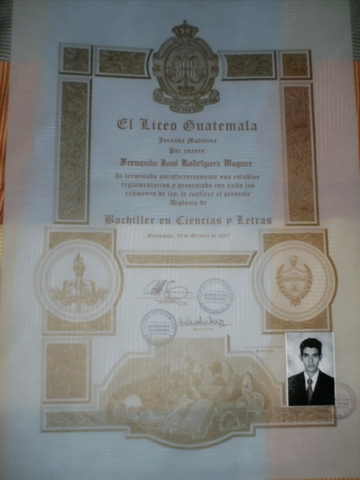 El Liceo Guatemala
Jornada Matutina
Por cuanto:
Fernando José Rodríguez Wagner
ha terminado satisfactoriamente sus estudios
reglamentarios y presentado con éxito los
exámenes de ley, le confiere el presente
Diploma de
Bachiller en Ciencias y Letras
Guatemala, de Octubre de